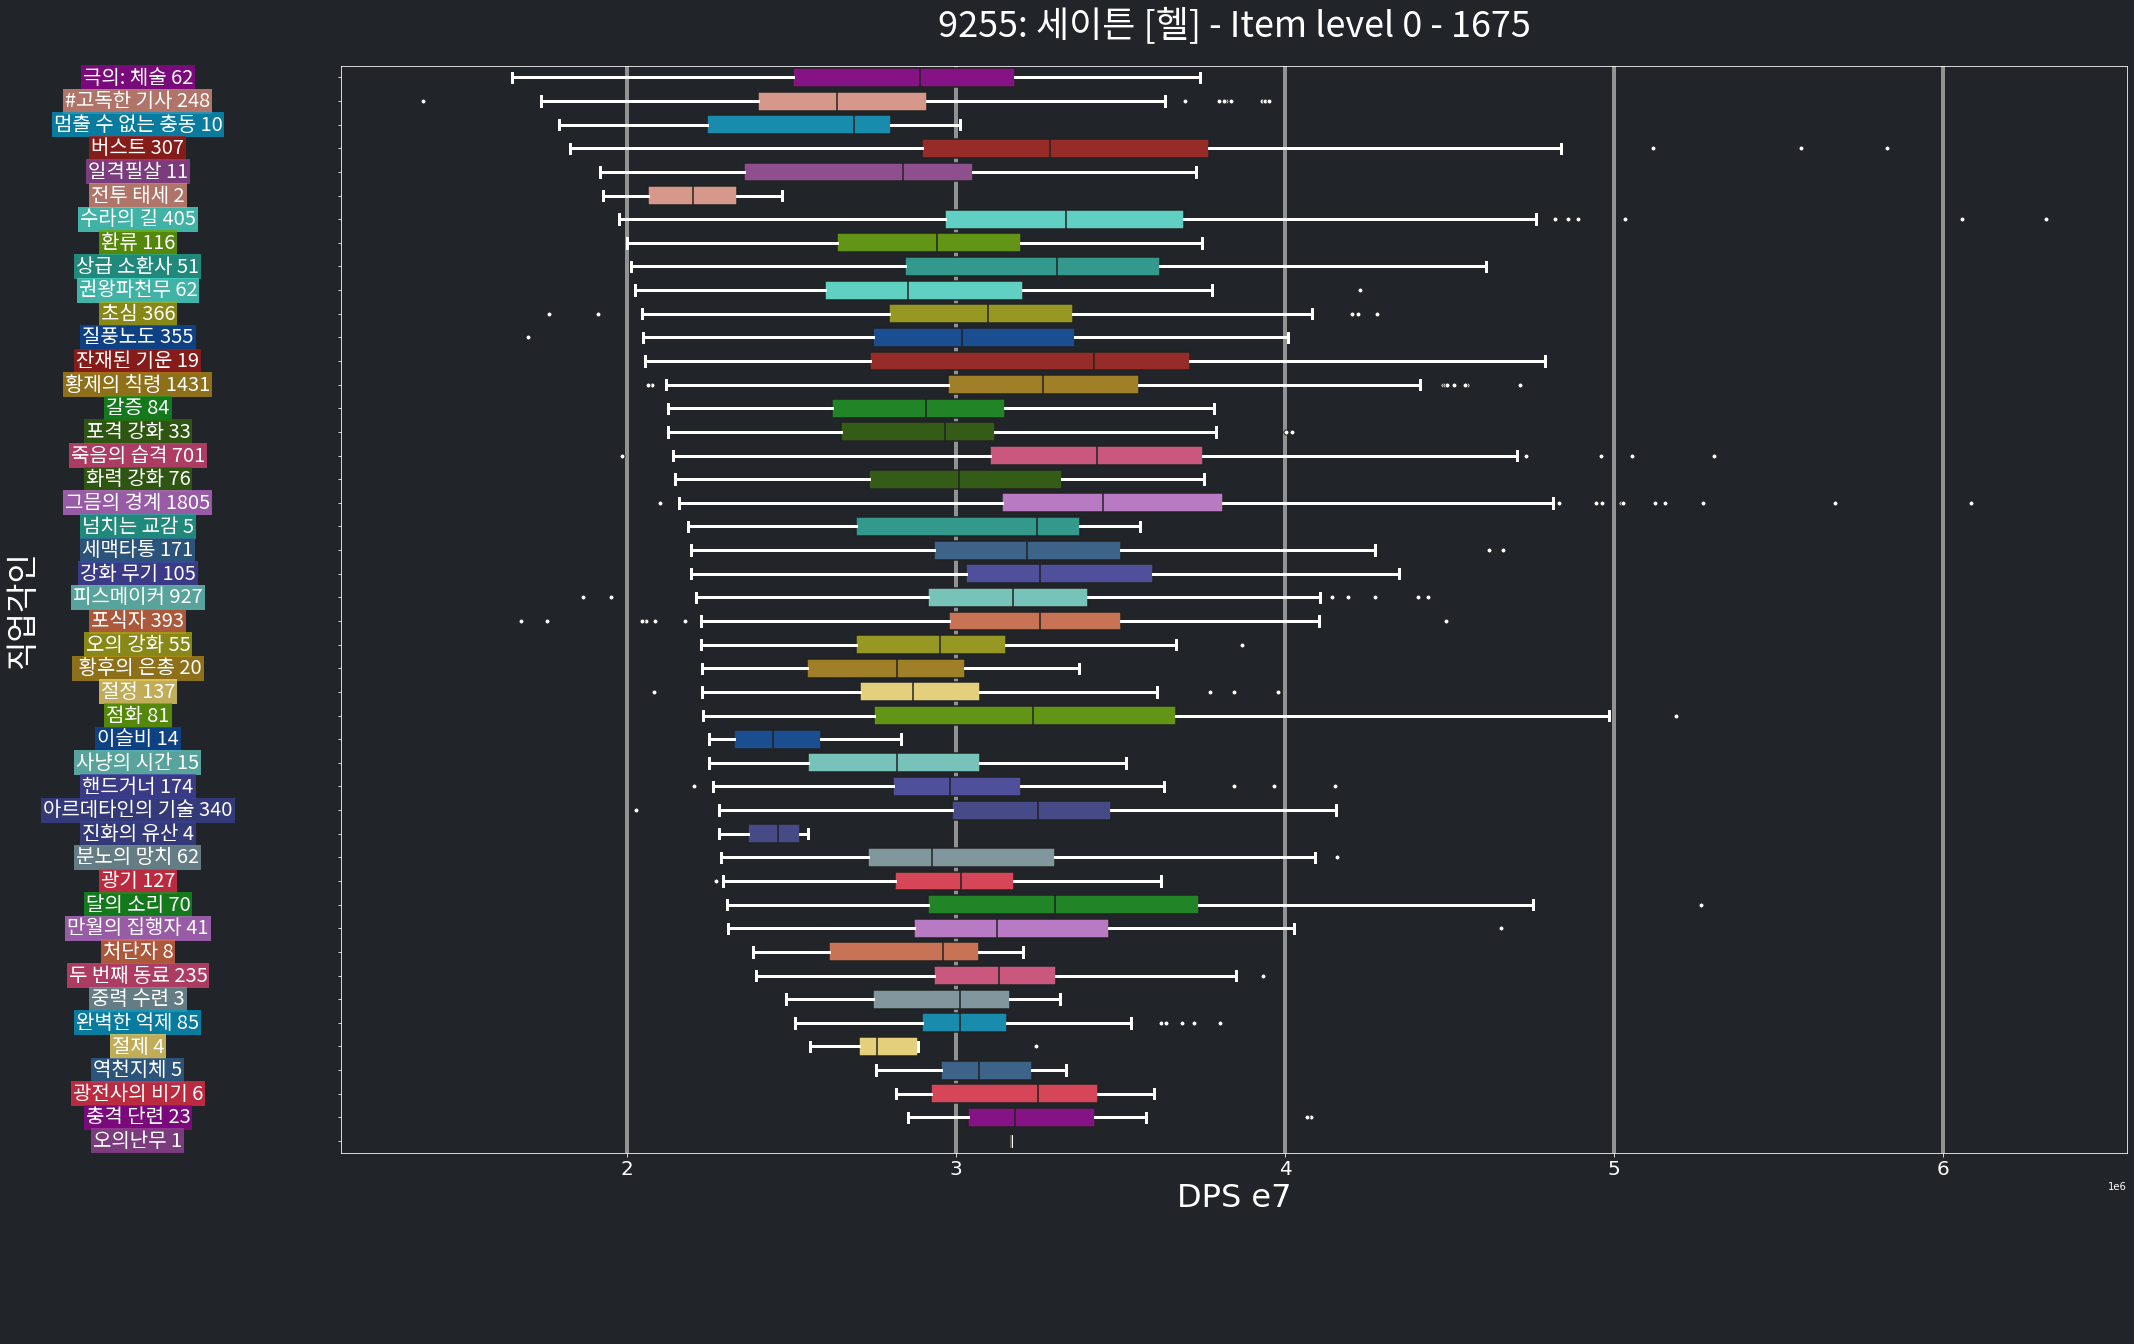 9255: 세이튼 [헬] - Item level 0 - 1675
극의: 체술 62
#고독한 기사 248
멈출 수 없는 충동 10
버스트 307
일격필살 11
전투 태세 2
수라의 길 405
환류 116
상급 소환사 51
권왕파천무 62
초심 366
질풍노도 355
잔재된 기운 19
황제의 칙령 1431
갈증 84
포격 강화 33
죽음의 습격 701
화력 강화 76
그믐의 경계 1805
넘치는 교감 5
세맥타통 171
강화 무기 105
피스메이커 927
포식자 393
오의 강화 55
황후의 은총 20
절정 137
점화 81
이슬비 14
사냥의 시간 15
핸드거너 174
아르데타인의 기술 340
진화의 유산 4
분노의 망치 62
광기 127
달의 소리 70
만월의 집행자 41
처단자 8
두 번째 동료 235
중력 수련 3
완벽한 억제 85
절제 4
역천지체 5
광전사의 비기 6
충격 단련 23
오의난무 1
직업각인
2 3 4 5 6
DPS e7
1e6